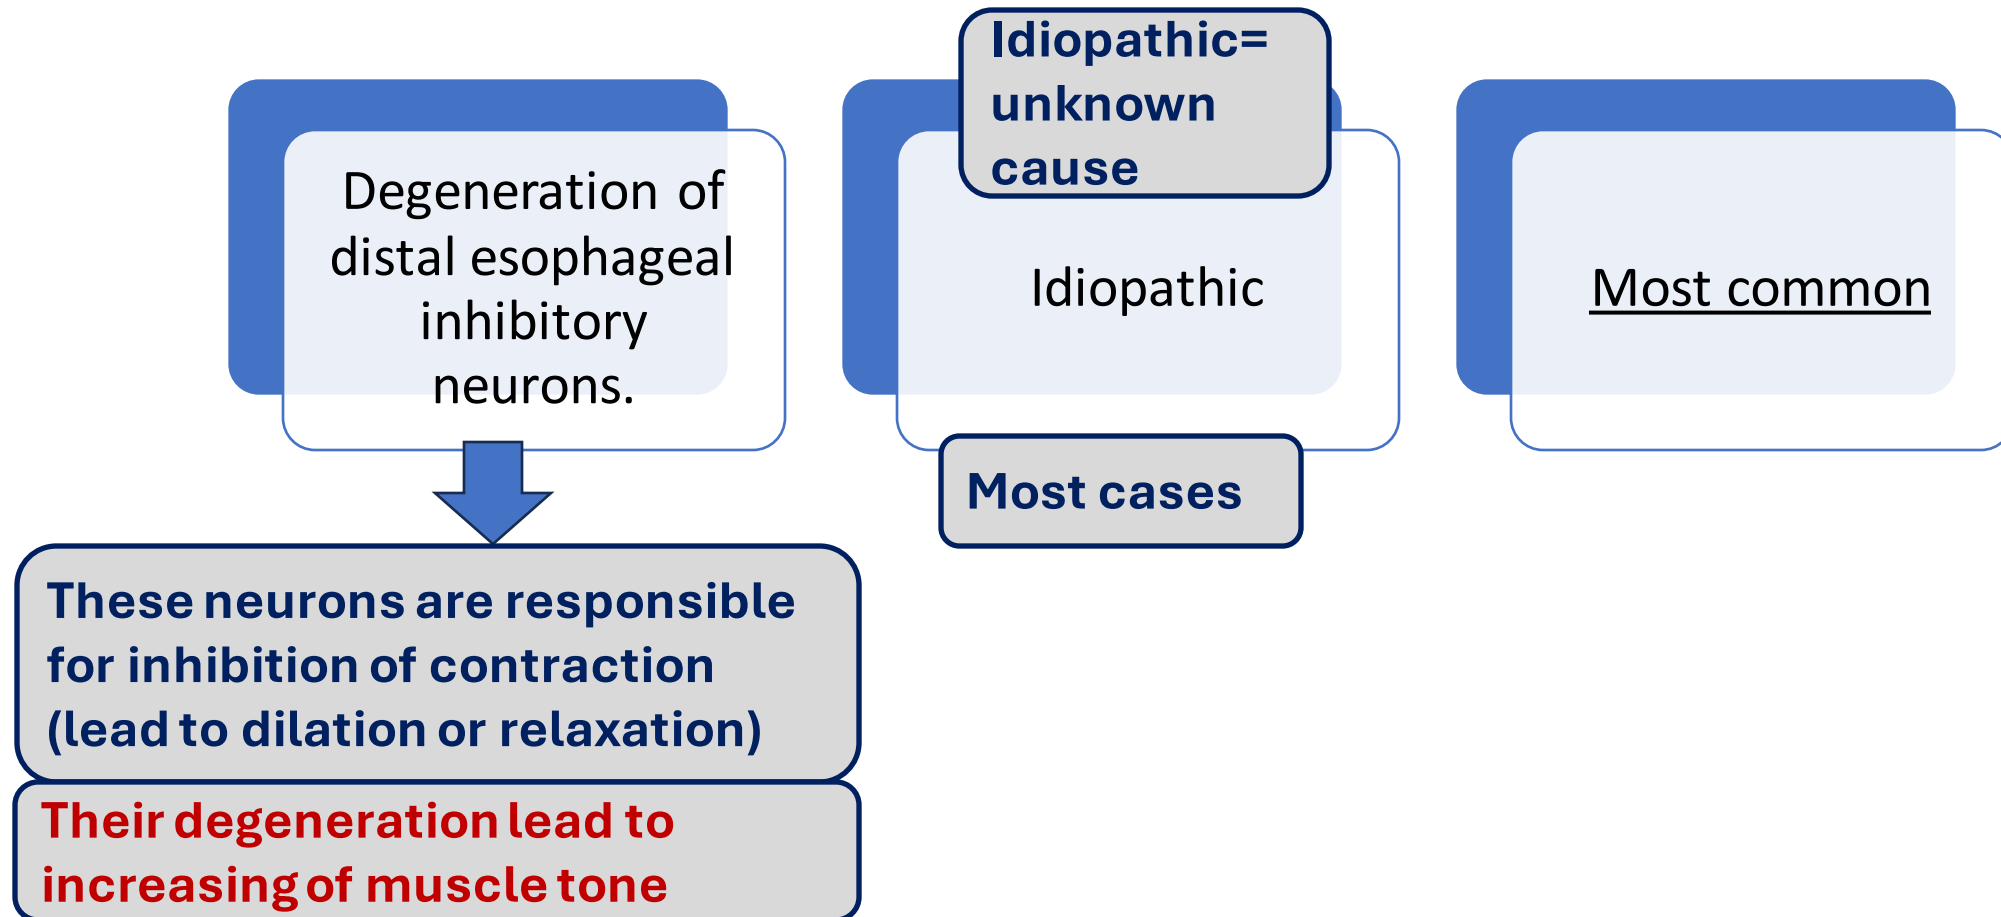 Degeneration of
distal esophageal
inhibitory
neurons.
These neurons are responsible
for inhibition of contraction
(lead to dilation or relaxation)
Their degeneration lead to
increasing of muscle tone
Idiopathic=
unknown
cause
Idiopathic
Most cases
Most common